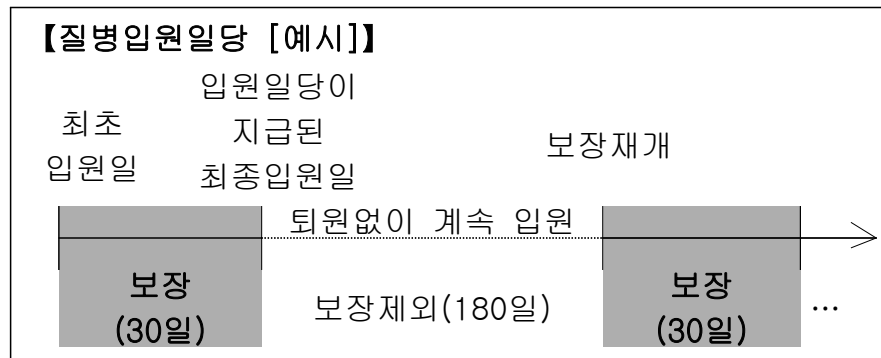 【질병입원일당 [예시]】
최초
입원일
입원일당이
지급된
최종입원일
보장재개
퇴원없이 계속 입원
보장
(30일)
보장제외(180일)
보장
(30일)
…